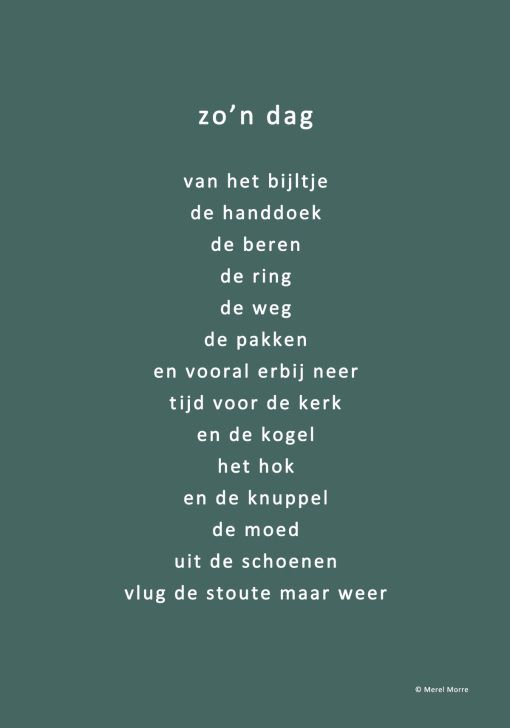 zo’n dag
van het bijltje
de handdoek
de beren
de ring
de weg
de pakken
en vooral erbij neer
tijd voor de kerk
en de kogel
het hok
en de knuppel
de moed
uit de schoenen
vlug de stoute maar weer
© Merel Morre